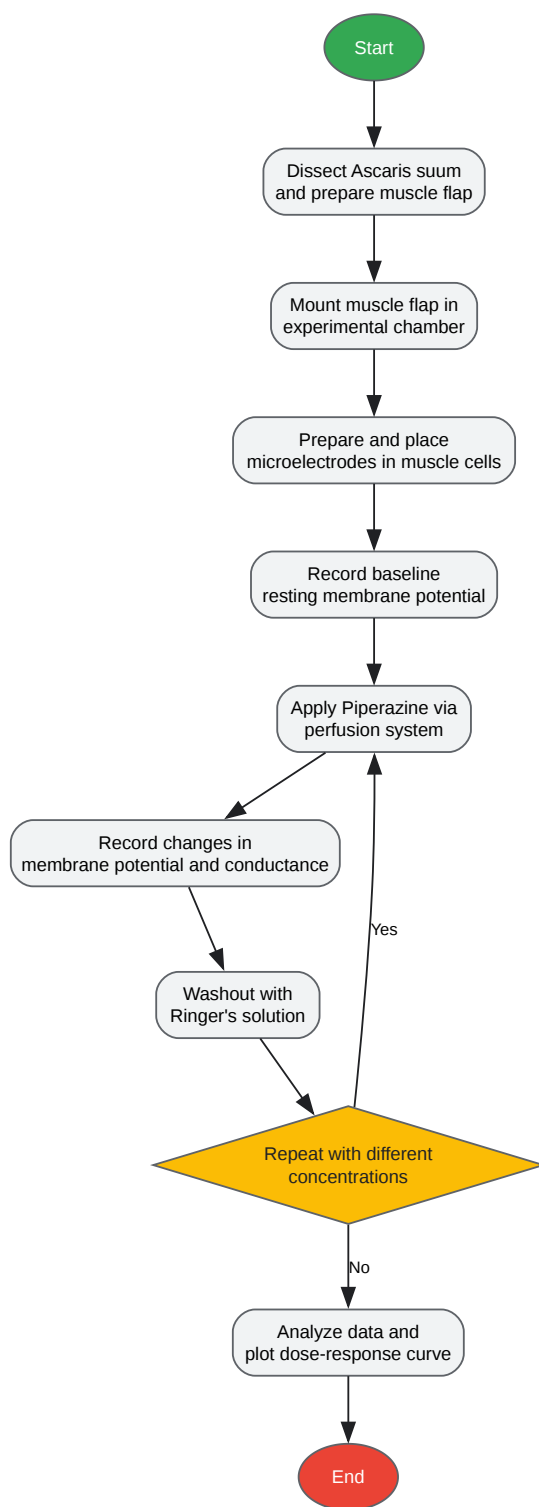 Start
Dissect Ascaris suum
and prepare muscle flap
Mount muscle flap in
experimental chamber
Prepare and place
microelectrodes in muscle cells
Record baseline
resting membrane potential
Apply Piperazine via
perfusion system
Record changes in
membrane potential and conductance
Yes
Washout with
Ringer's solution
Repeat with different
concentrations
No
Analyze data and
plot dose-response curve
End